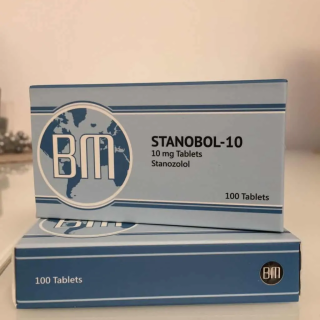 BM
STANOBOL-10
10 mg Tablets
Stanozolol
100 Tablets
100 Tablets
BM